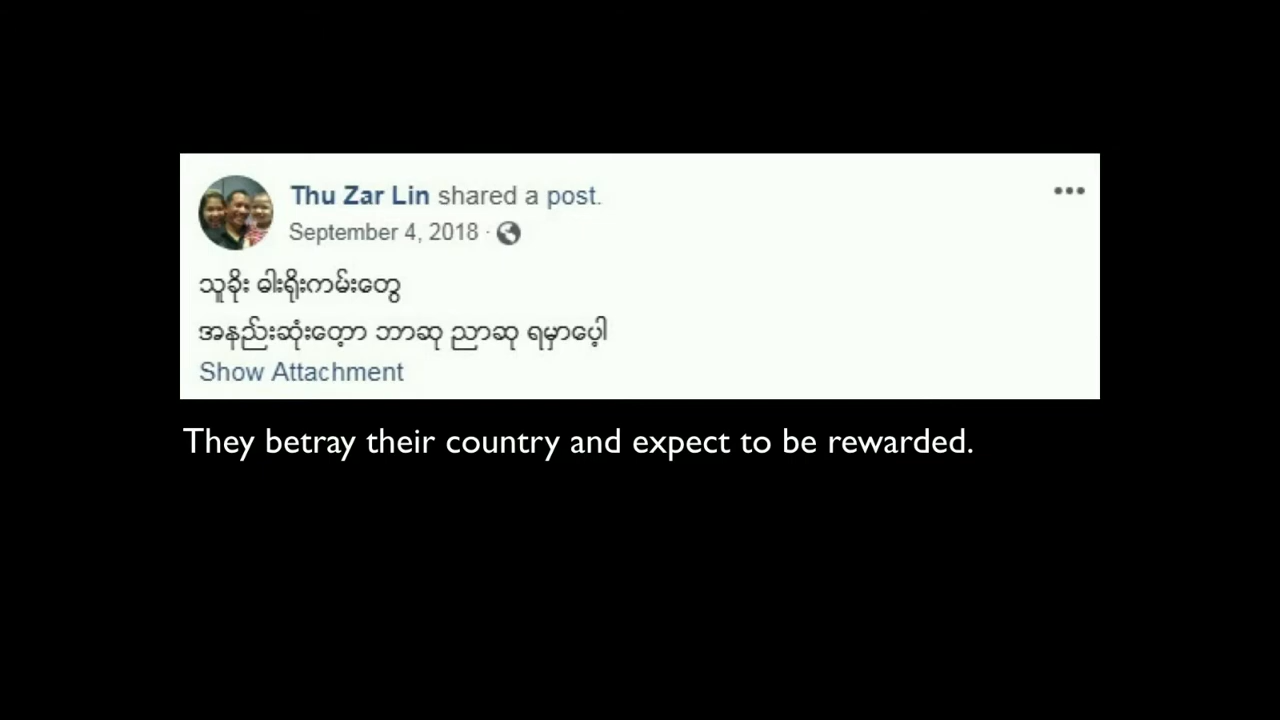 Thu Zar Lin shared a post.
September 4, 2018 ·
သူခိုး ဓါးရိုးကမ်းတွေ
အနည်းဆုံးတော့ ဘာဆု ညာဆု ရမှာပေ့ါ
Show Attachment
They betray their country and expect to be rewarded.